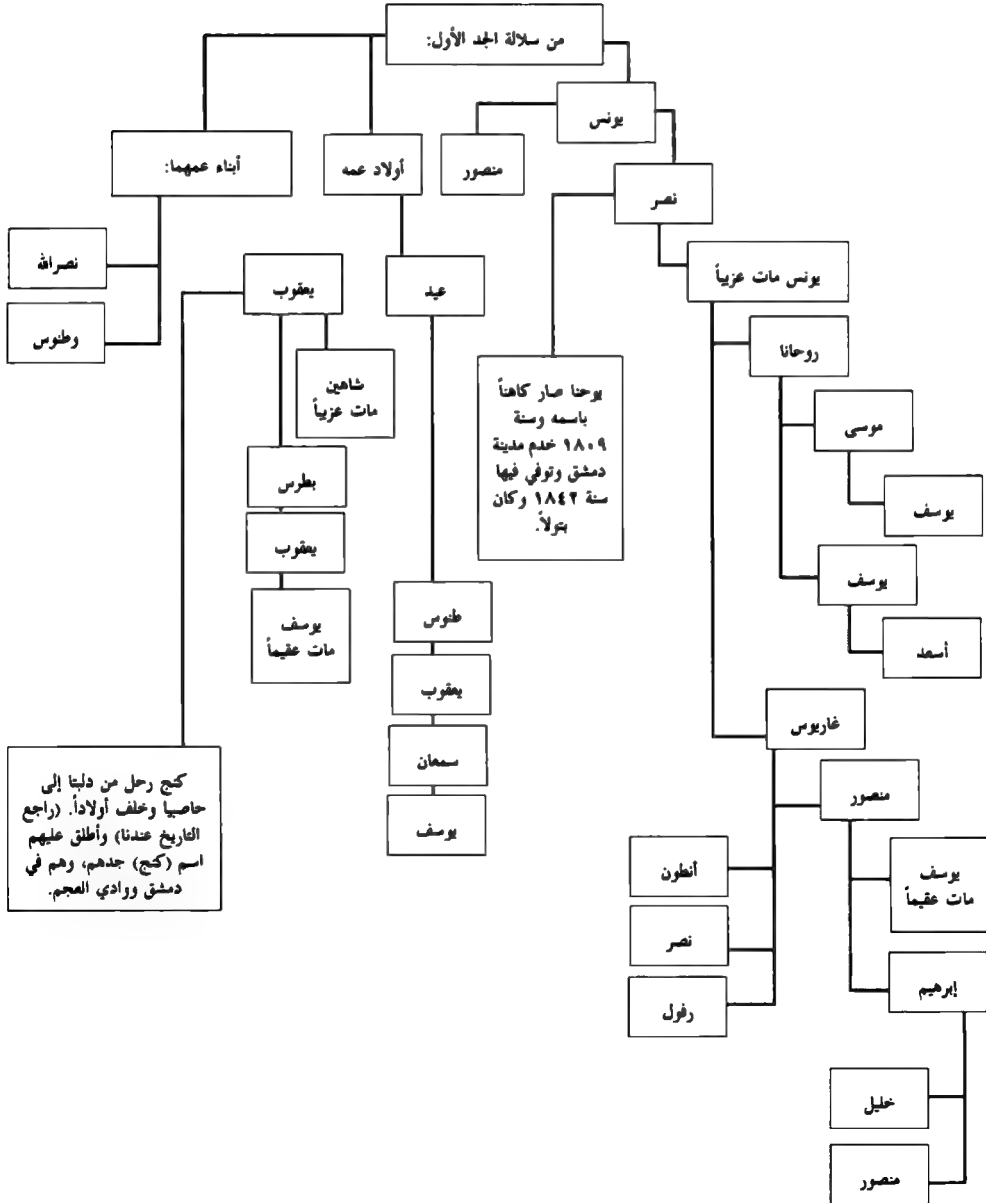 من سلالة الجد الأول:
يونس
منصور
أولاد عمه
أبناء عمهما:
نصر
نصرالله
وطنوس
يعقوب
عيد
يونس مات عزيباً
روحانا
شاهين
مات عزيباً
يوحنا صار كاهناً
باسمه وسنة
١٨٠٩ خدم مدينة
دمشق وتوفي فيها
سنة ١٨٤٢ وكان
بتولاً.
موسى
يوسف
بطرس
يعقوب
يوسف
مات عقيماً
يوسف
أسعد
طنوس
يعقوب
سمعان
يوسف
غاريوس
منصور
كنج رحل من دلبتا إلى
حاصبيا وخلف أولاداً. (راجع
التاريخ عندنا) وأطلق عليهم
اسم (كنج) جدهم، وهم في
دمشق ووادي العجم.
أنطون
نصر
رفول
يوسف
مات عقيماً
إبرهيم
خليل
منصور